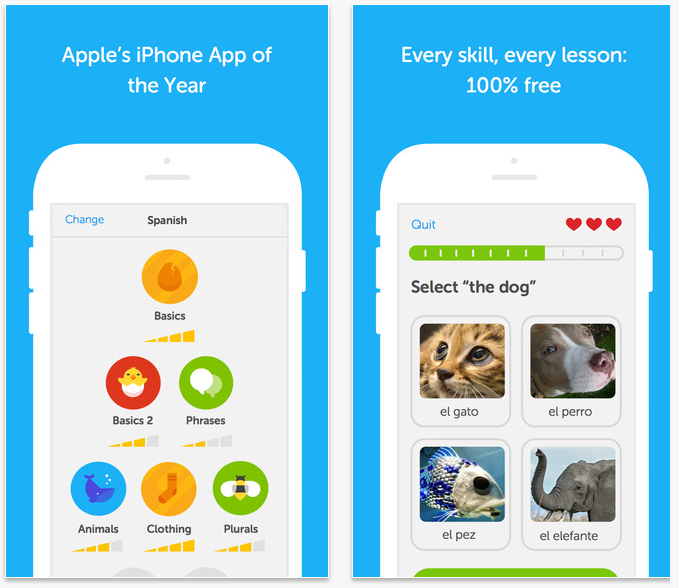 Apple's iPhone App of
the Year
Change
Spanish
Basics
Basics 2
Phrases
Animals
Clothing
Plurals
Every skill, every lesson:
100% free
Quit
Select “the dog”
el gato
el perro
el pez
el elefante